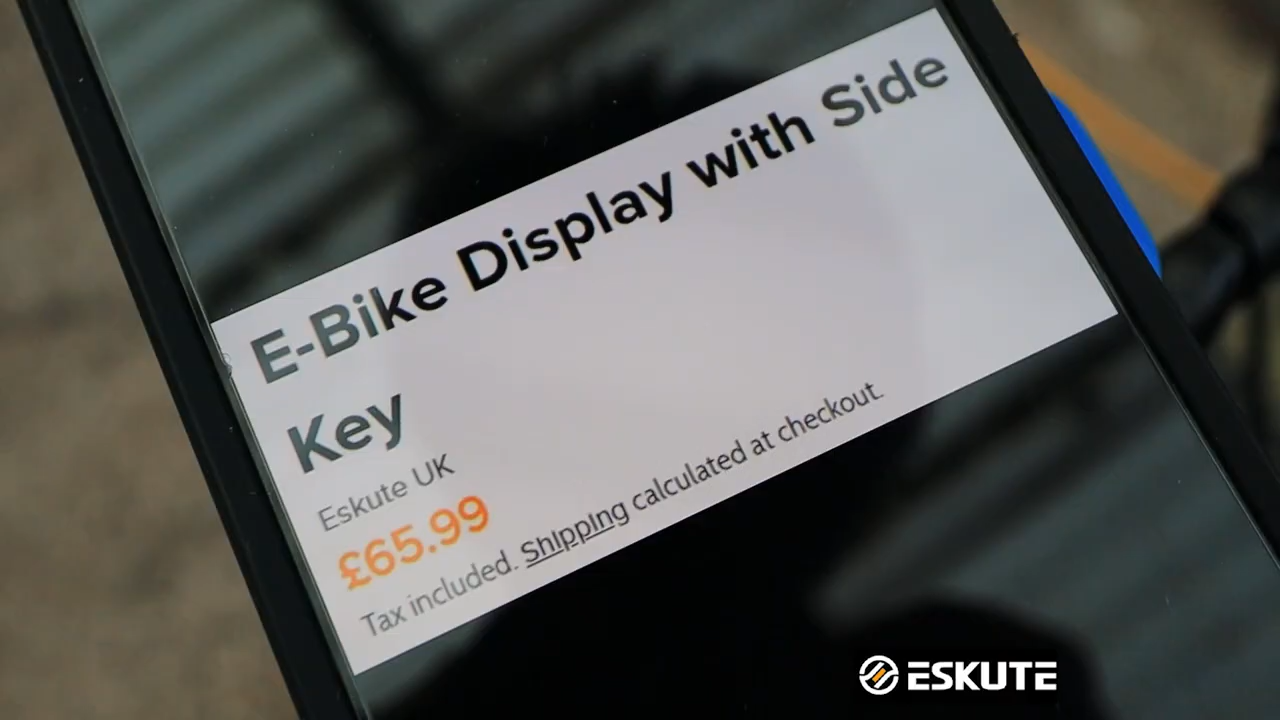 E-Bike Display with Side
Key
Eskute UK
£65.99
Tax included. Shipping calculated at checkout.
ESKUTE